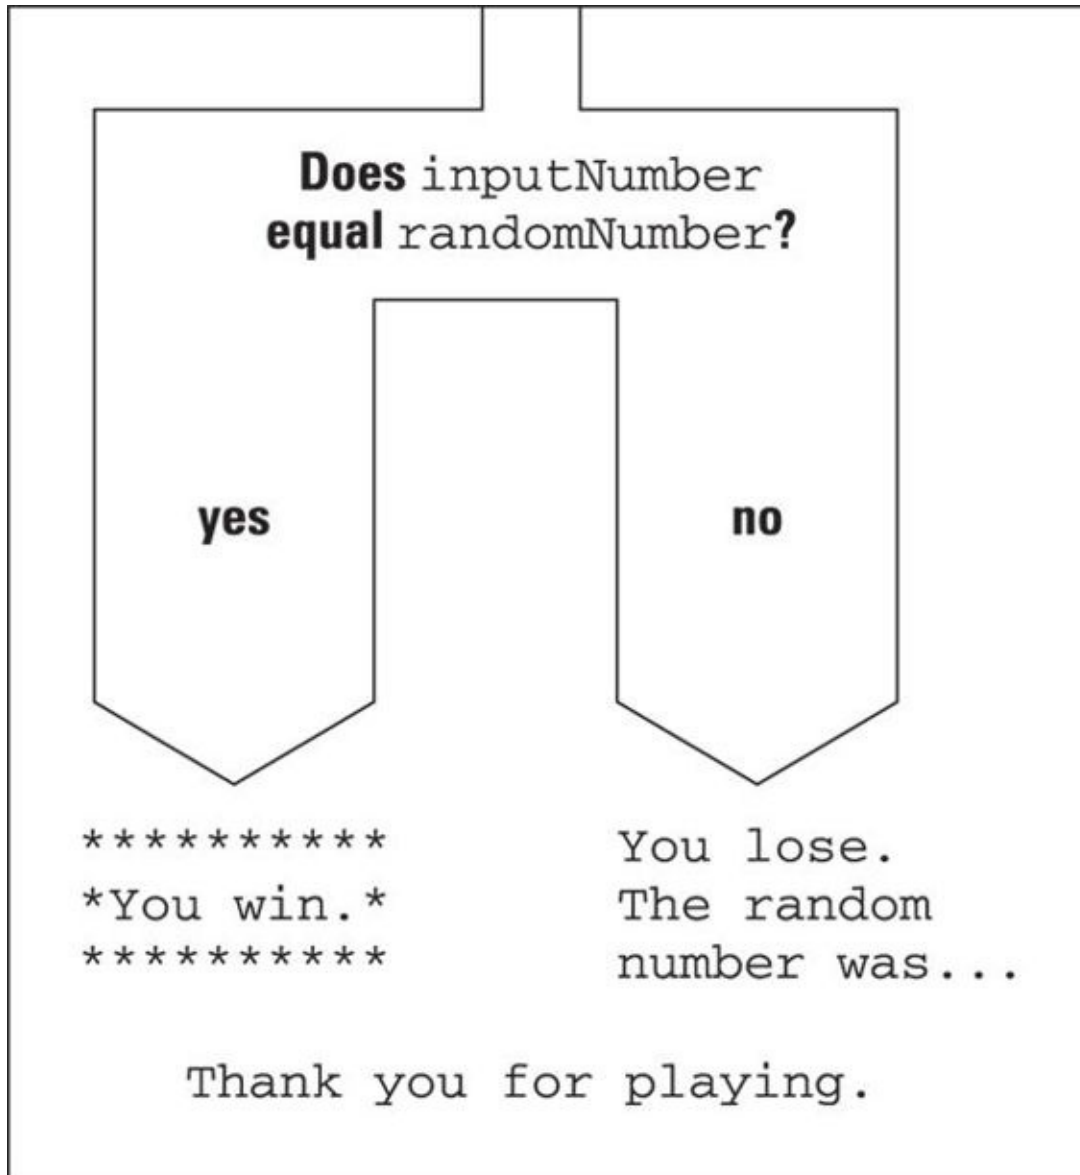 Does inputNumber
equal randomNumber?
yes
no
**********
*You win.*
**********
You lose.
The random
number was...
Thank you for playing.